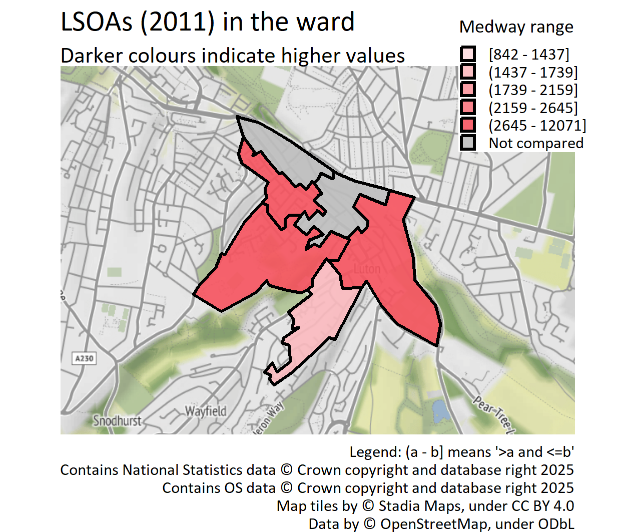 LSOAs (2011) in the ward
Darker colours indicate higher values
Medway range
[842 - 1437]
(1437 - 1739]
(1739 - 2159]
(2159 - 2645]
(2645 - 12071]
Not compared
Luton
A230
Wayfield
Snodhurst
eron Way
Pear-Tree-L
Legend: (a - b] means '>a and <=b'
Contains National Statistics data © Crown copyright and database right 2025
Contains OS data © Crown copyright and database right 2025
Map tiles by © Stadia Maps, under CC BY 4.0
Data by © OpenStreetMap, under ODbL